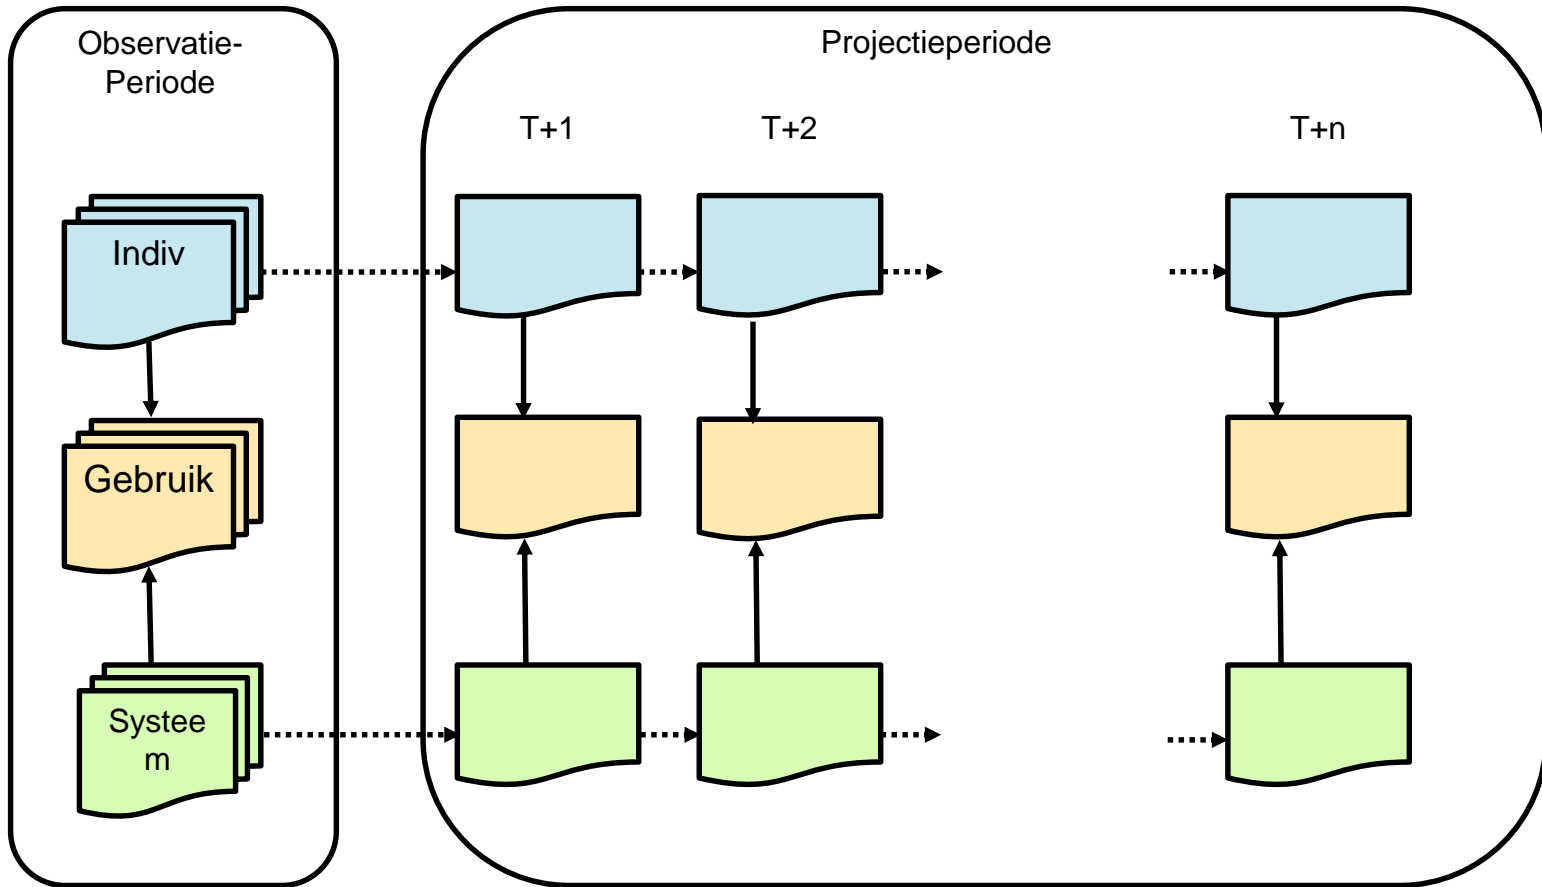 Observatie-
Periode
Projectieperiode
T+1
T+2
T+n
Indiv
Gebruik
Systee
m